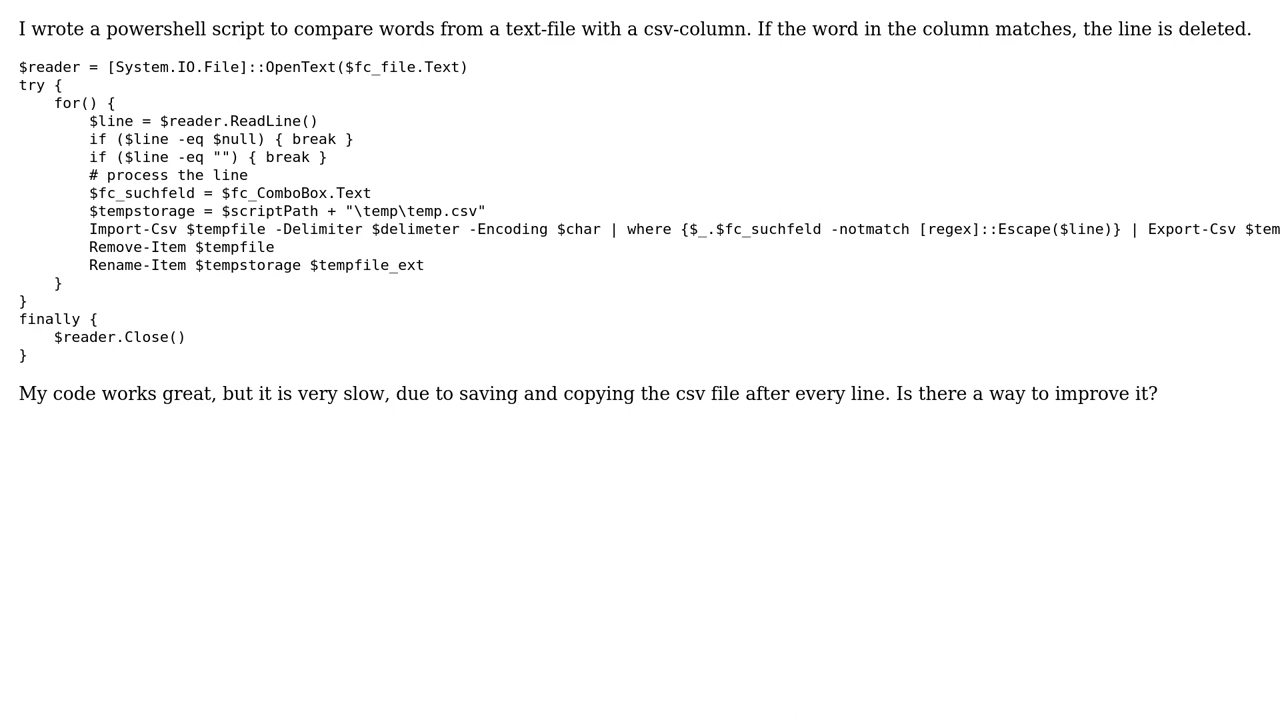 I wrote a powershell script to compare words from a text-file with a csv-column. If the word in the column matches, the line is deleted.
$reader = [System.IO.File]::OpenText($fc_file.Text)
try {
    for() {
        $line = $reader.ReadLine()
        if ($line -eq $null) { break }
        if ($line -eq "") { break }
        # process the line
        $fc_suchfeld = $fc_ComboBox.Text
        $tempstorage = $scriptPath + "\temp\temp.csv"
        Import-Csv $tempfile -Delimiter $delimeter -Encoding $char | where {$_.$fc_suchfeld -notmatch [regex]::Escape($line)} | Export-Csv $tem
        Remove-Item $tempfile
        Rename-Item $tempstorage $tempfile_ext
    }
}
finally {
    $reader.Close()
}
My code works great, but it is very slow, due to saving and copying the csv file after every line. Is there a way to improve it?